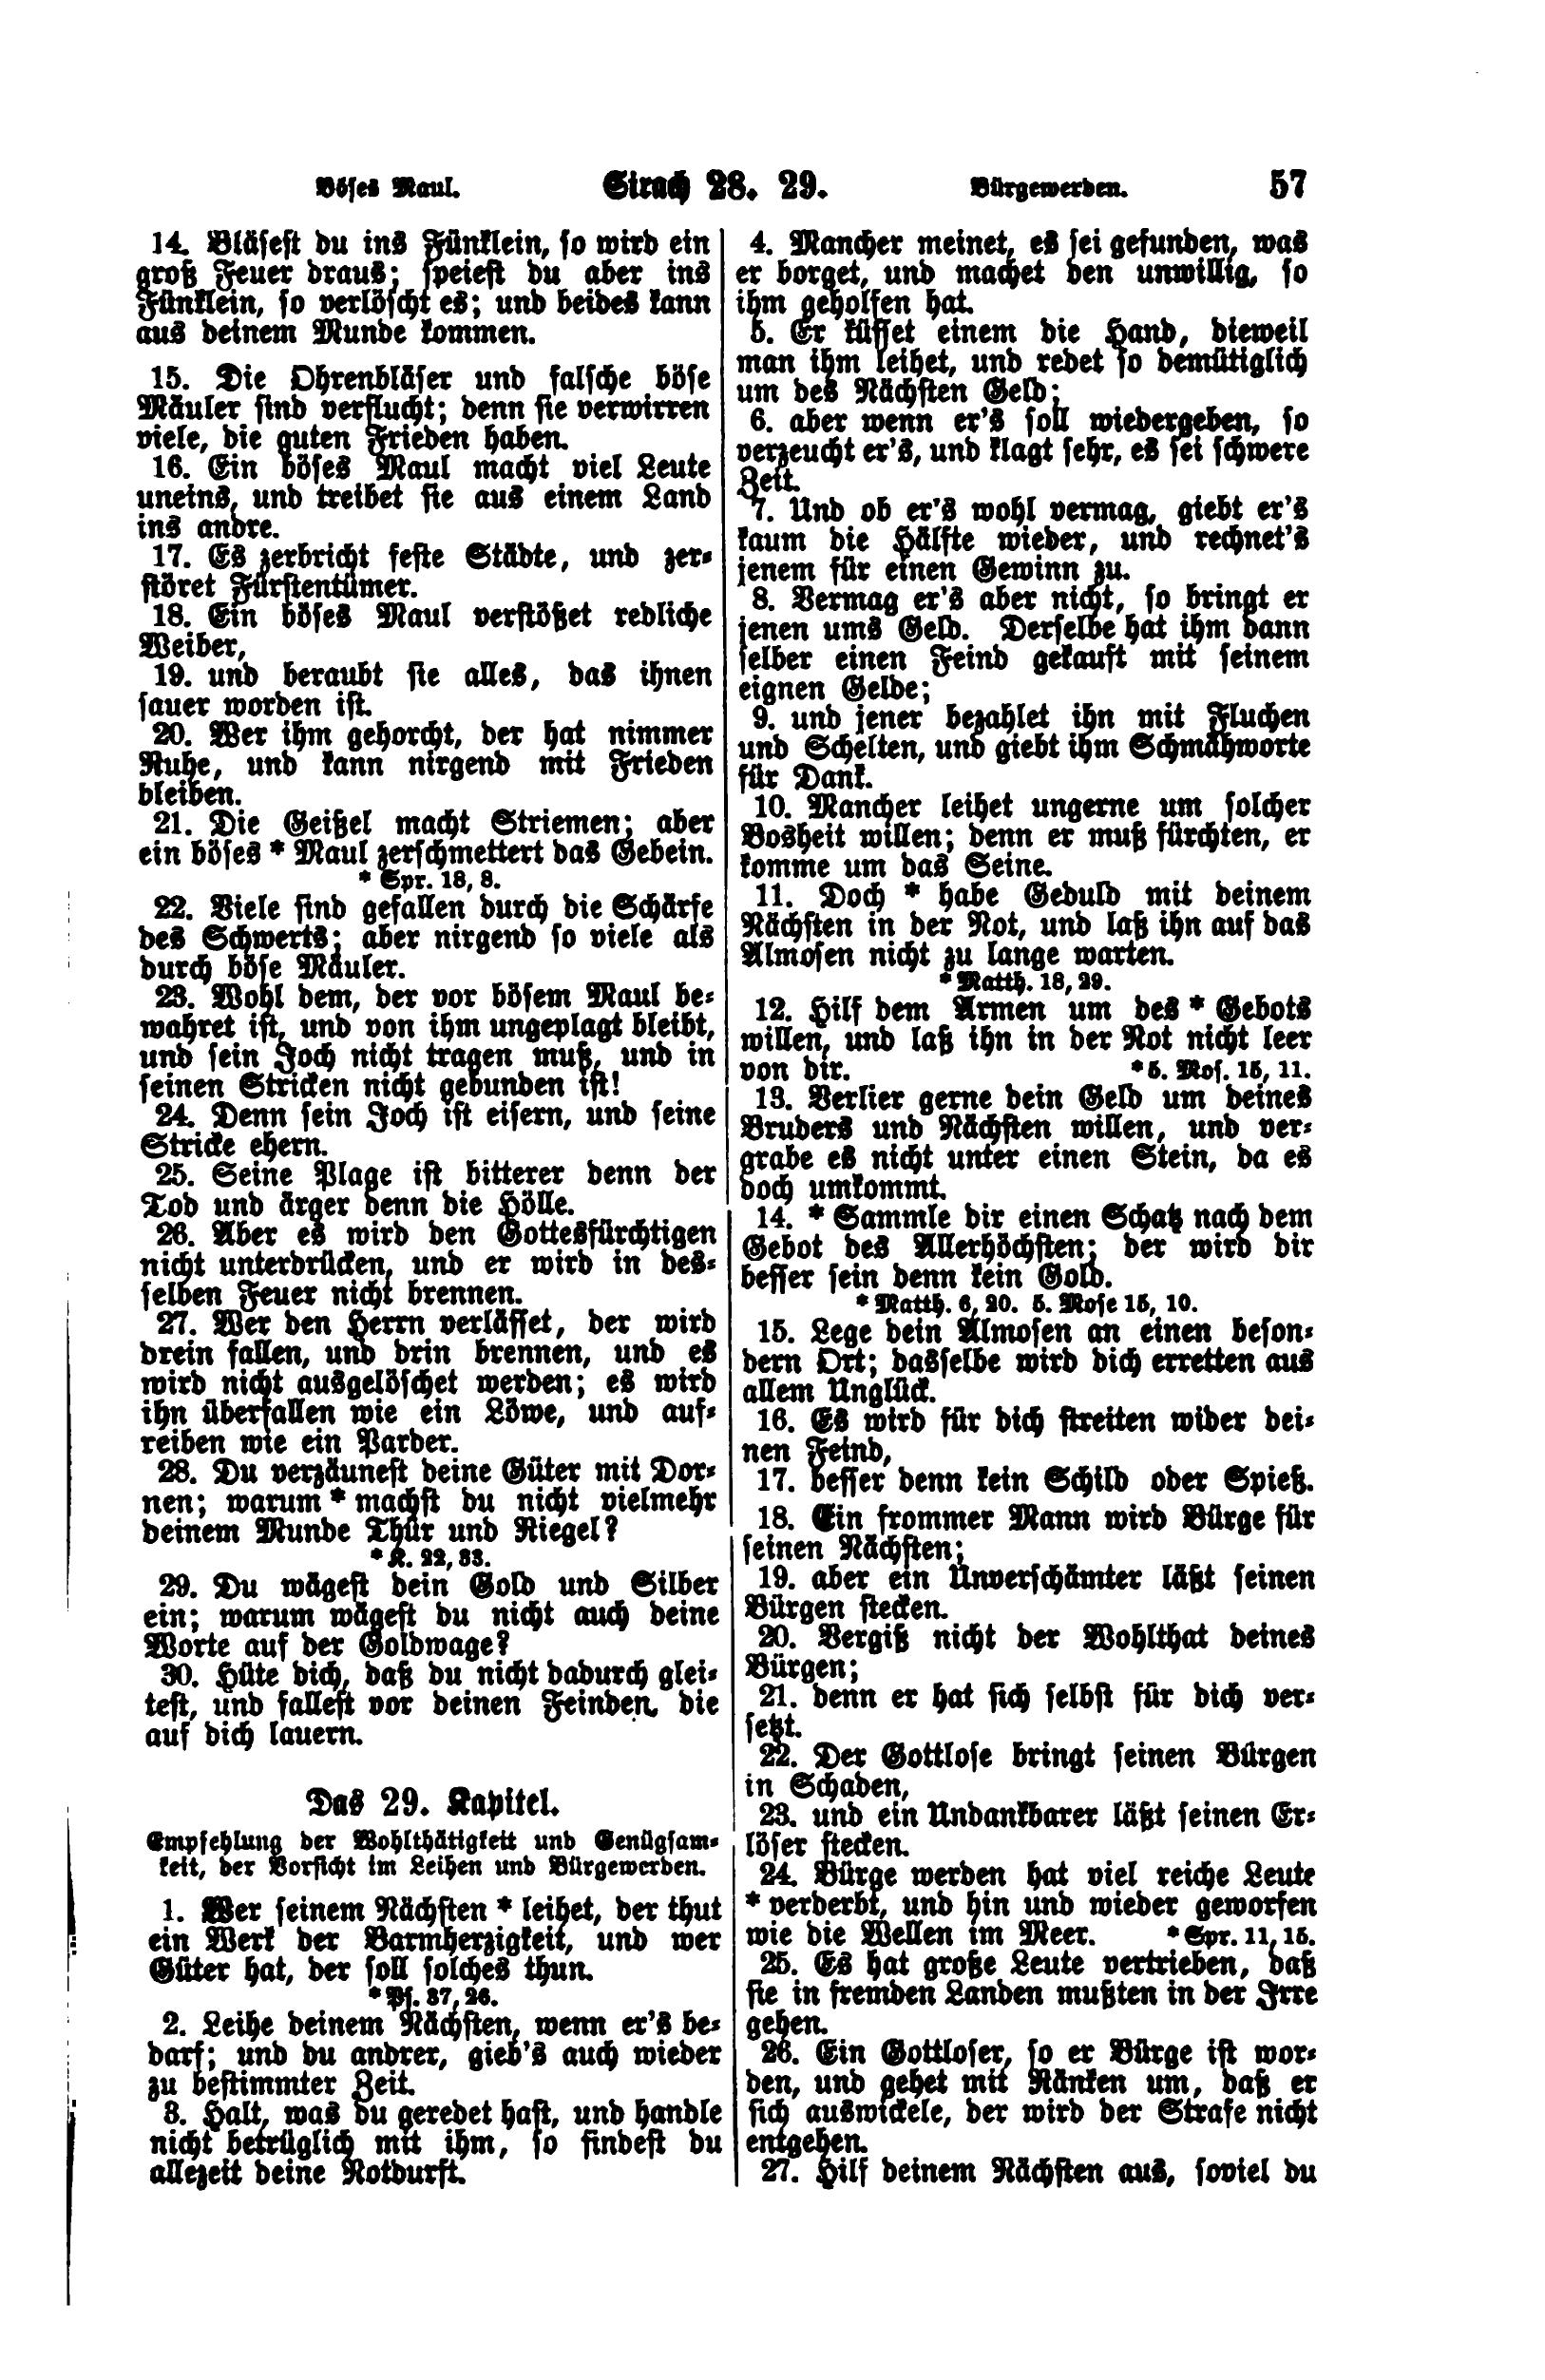 Böses Maul. Sirach 28. 29. Bürgewerden. 57
14. Bläsest du ins Fünklein, so wird ein
groß Feuer draus; speiest du aber ins
Fünklein, so verlöscht es; und beides kann
aus deinem Munde kommen.
15. Die Ohrenbläser und falsche böse
Mäuler sind verflucht; denn sie verwirren
viele, die guten Frieden haben.
16. Ein böses Maul macht viel Leute
uneins, und treibet sie aus einem Land
ins andre.
17. Es zerbricht feste Städte, und zer-
störet Fürstentümer.
18. Ein böses Maul verstößet redliche
Weiber,
19. und beraubt sie alles, das ihnen
sauer worden ist.
20. Wer ihm gehorcht, der hat nimmer
Ruhe, und kann nirgend mit Frieden
bleiben.
21. Die Geißel macht Striemen; aber
ein böses * Maul zerschmettert das Gebein.
* Spr. 18, 8.
22. Viele sind gefallen durch die Schärfe
des Schwerts; aber nirgend so viele als
durch böse Mäuler.
23. Wohl dem, der vor bösem Maul be-
wahret ist, und von ihm ungeplagt bleibt,
und sein Joch nicht tragen muß, und in
seinen Stricken nicht gebunden ist!
24. Denn sein Joch ist eisern, und seine
Stricke ehern.
25. Seine Plage ist bitterer denn der
Tod und ärger denn die Hölle.
26. Aber es wird den Gottesfürchtigen
nicht unterdrücken, und er wird in des-
selben Feuer nicht brennen.
27. Wer den Herrn verlässet, der wird
drein fallen, und drin brennen, und es
wird nicht ausgelöschet werden; es wird
ihn überfallen wie ein Löwe, und auf-
reiben wie ein Parder.
28. Du verzäunest deine Güter mit Dor-
nen; warum * machst du nicht vielmehr
deinem Munde Thür und Riegel?
* K. 22, 33.
29. Du wägest dein Gold und Silber
ein; warum wägest du nicht auch deine
Worte auf der Goldwage?
30. Hüte dich, daß du nicht dadurch glei-
test, und fallest vor deinen Feinden, die
auf dich lauern.
Das 29. Kapitel.
Empfehlung der Wohlthätigkeit und Genügsam-
keit, der Vorsicht im Leihen und Bürgewerden.
1. Wer seinem Nächsten * leihet, der thut
ein Werk der Barmherzigkeit, und wer
Güter hat, der soll solches thun.
* Ps. 37, 26.
2. Leihe deinem Nächsten, wenn er's be-
darf; und du andrer, gieb's auch wieder
zu bestimmter Zeit.
3. Halt, was du geredet hast, und handle
nicht betrüglich mit ihm, so findest du
allezeit deine Notdurft.
4. Mancher meinet, es sei gefunden, was
er borget, und machet den unwillig, so
ihm geholfen hat.
5. Er küsset einem die Hand, dieweil
man ihm leihet, und redet so demütiglich
um des Nächsten Geld;
6. aber wenn er's soll wiedergeben, so
verzeucht er's, und klagt sehr, es sei schwere
Zeit.
7. Und ob er's wohl vermag, giebt er's
kaum die Hälfte wieder, und rechnet's
jenem für einen Gewinn zu.
8. Vermag er's aber nicht, so bringt er
jenen ums Geld. Derselbe hat ihm dann
selber einen Feind gekauft mit seinem
eignen Gelde;
9. und jener bezahlet ihn mit Fluchen
und Schelten, und giebt ihm Schmähworte
für Dank.
10. Mancher leihet ungerne um solcher
Bosheit willen; denn er muß fürchten, er
komme um das Seine.
11. Doch * habe Geduld mit deinem
Nächsten in der Not, und laß ihn auf das
Almosen nicht zu lange warten.
* Matth. 18, 29.
12. Hilf dem Armen um des * Gebots
willen, und laß ihn in der Not nicht leer
von dir. * 5. Mos. 15, 11.
13. Verlier gerne dein Geld um deines
Bruders und Nächsten willen, und ver-
grabe es nicht unter einen Stein, da es
doch umkommt.
14. * Sammle dir einen Schatz nach dem
Gebot des Allerhöchsten; der wird dir
besser sein denn kein Gold.
* Matth. 6, 20. 5. Mose 15, 10.
15. Lege dein Almosen an einen beson-
dern Ort; dasselbe wird dich erretten aus
allem Unglück.
16. Es wird für dich streiten wider dei-
nen Feind,
17. besser denn kein Schild oder Spieß.
18. Ein frommer Mann wird Bürge für
seinen Nächsten;
19. aber ein Unverschämter läßt seinen
Bürgen stecken.
20. Vergiß nicht der Wohlthat deines
Bürgen;
21. denn er hat sich selbst für dich ver-
setzt.
22. Der Gottlose bringt seinen Bürgen
in Schaden,
23. und ein Undankbarer läßt seinen Er-
löser stecken.
24. Bürge werden hat viel reiche Leute
* verderbt, und hin und wieder geworfen
wie die Wellen im Meer. * Spr. 11, 15.
25. Es hat große Leute vertrieben, daß
sie in fremden Landen mußten in der Irre
gehen.
26. Ein Gottloser, so er Bürge ist wor-
den, und gehet mit Ränken um, daß er
sich auswickele, der wird der Strafe nicht
entgehen.
27. Hilf deinem Nächsten aus, soviel du